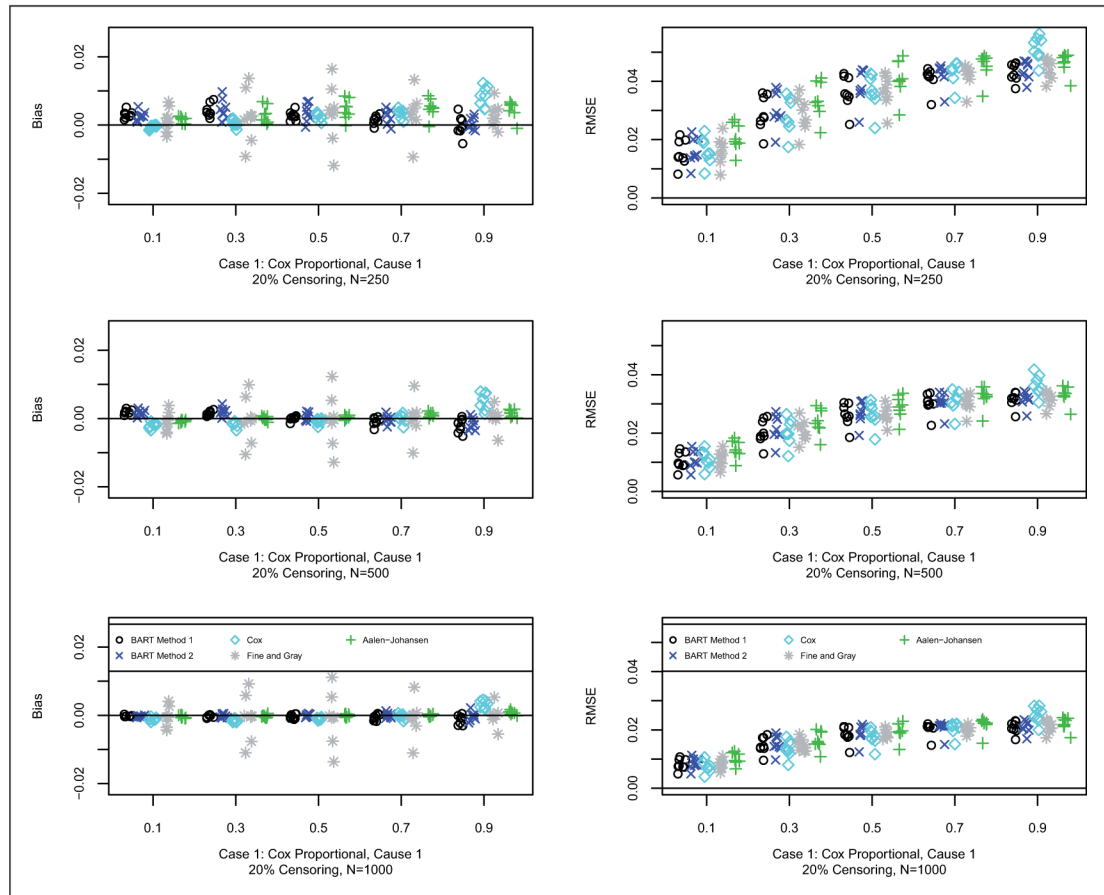 0.02
0.00
−0.02
Bias
0.1 0.3 0.5 0.7 0.9
Case 1: Cox Proportional, Cause 1
20% Censoring, N=250
0.04
0.02
0.00
RMSE
0.1 0.3 0.5 0.7 0.9
Case 1: Cox Proportional, Cause 1
20% Censoring, N=250
0.02
0.00
−0.02
Bias
0.1 0.3 0.5 0.7 0.9
Case 1: Cox Proportional, Cause 1
20% Censoring, N=500
0.04
0.02
0.00
RMSE
0.1 0.3 0.5 0.7 0.9
Case 1: Cox Proportional, Cause 1
20% Censoring, N=500
0.02
0.00
−0.02
Bias
BART Method 1 Cox Aalen−Johansen
BART Method 2 Fine and Gray
0.1 0.3 0.5 0.7 0.9
Case 1: Cox Proportional, Cause 1
20% Censoring, N=1000
0.04
0.02
0.00
RMSE
BART Method 1 Cox Aalen−Johansen
BART Method 2 Fine and Gray
0.1 0.3 0.5 0.7 0.9
Case 1: Cox Proportional, Cause 1
20% Censoring, N=1000